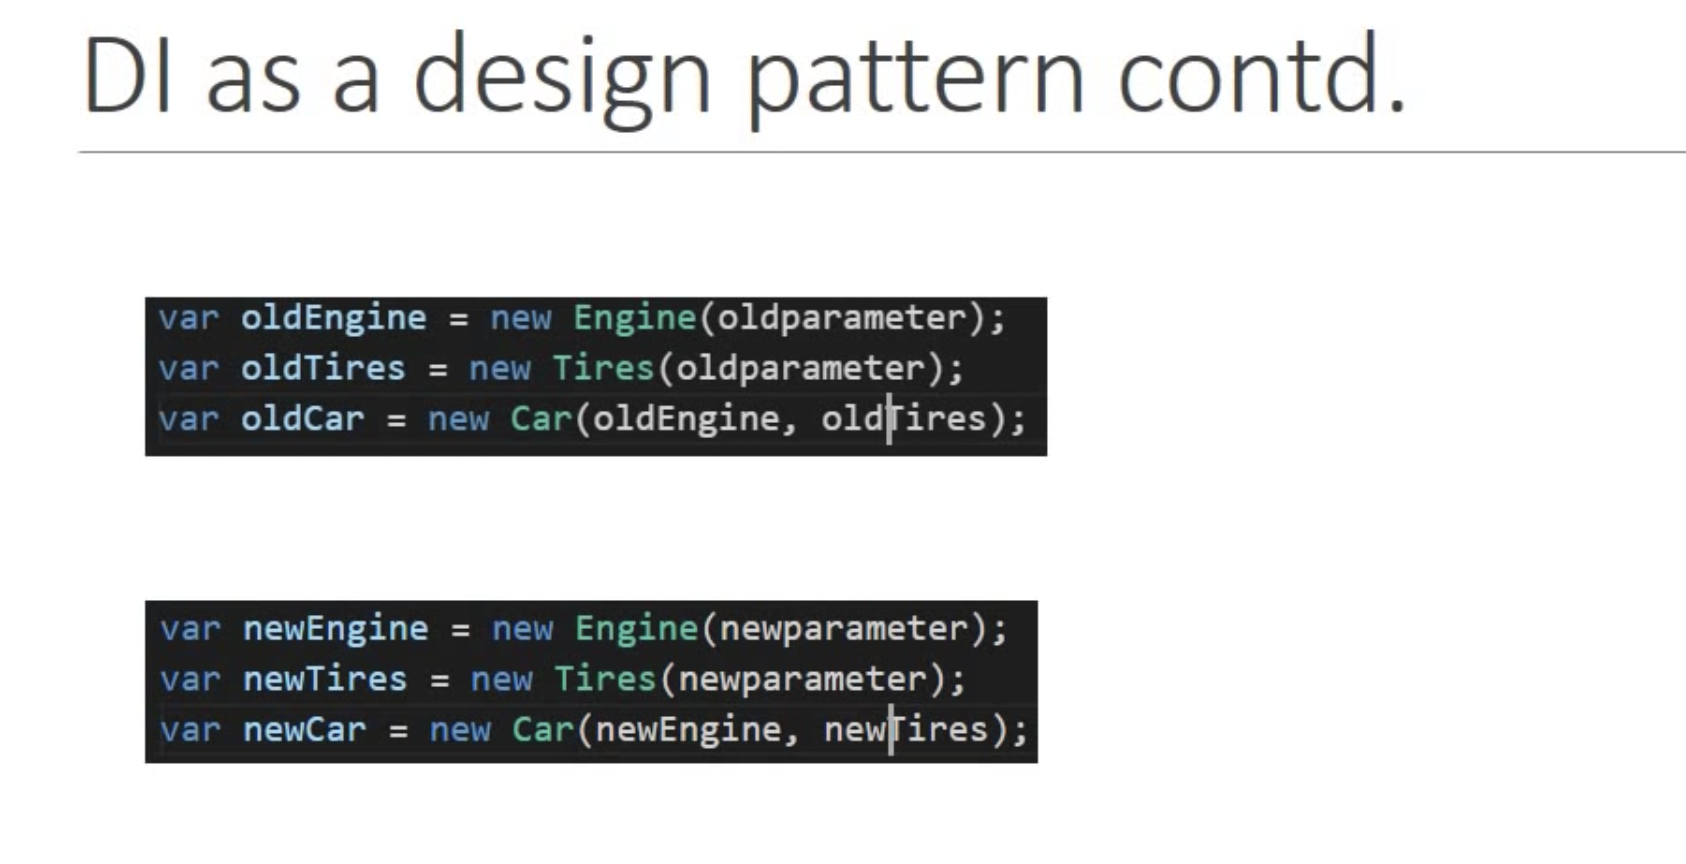 DI as a design pattern contd.
var oldEngine = new Engine(oldparameter);
var oldTires = new Tires(oldparameter);
var oldCar = new Car(oldEngine, oldTires);
var newEngine = new Engine(newparameter);
var newTires = new Tires(newparameter);
var newCar = new Car(newEngine, newTires);